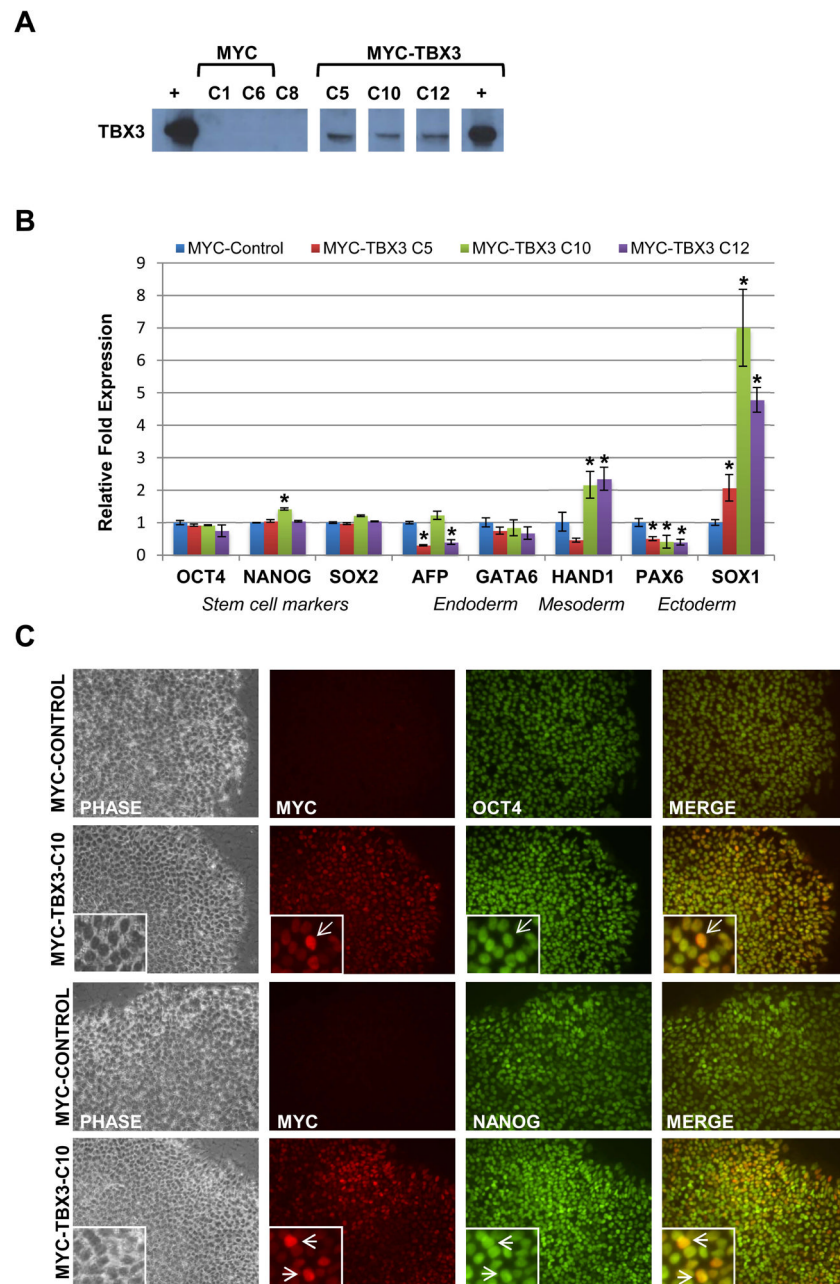 A
MYC MYC-TBX3
+ C1 C6 C8 C5 C10 C12 +
TBX3
B
MYC-Control MYC-TBX3 C5 MYC-TBX3 C10 MYC-TBX3 C12
Relative Fold Expression
9
8
7
6
5
4
3
2
1
0
* * * * * * * * * * *
OCT4 NANOG SOX2 AFP GATA6 HAND1 PAX6 SOX1
Stem cell markers Endoderm Mesoderm Ectoderm
C
MYC-CONTROL
PHASE MYC OCT4 MERGE
MYC-TBX3-C10
MYC-CONTROL
PHASE MYC NANOG MERGE
MYC-TBX3-C10